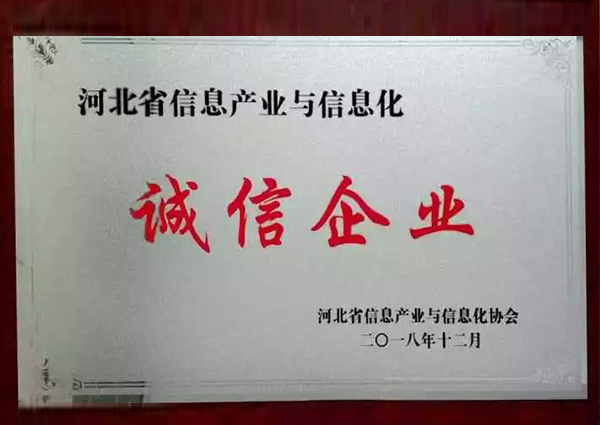 河北省信息产业与信息化
诚信企业
河北省信息产业与信息化协会
二〇一八年十二月